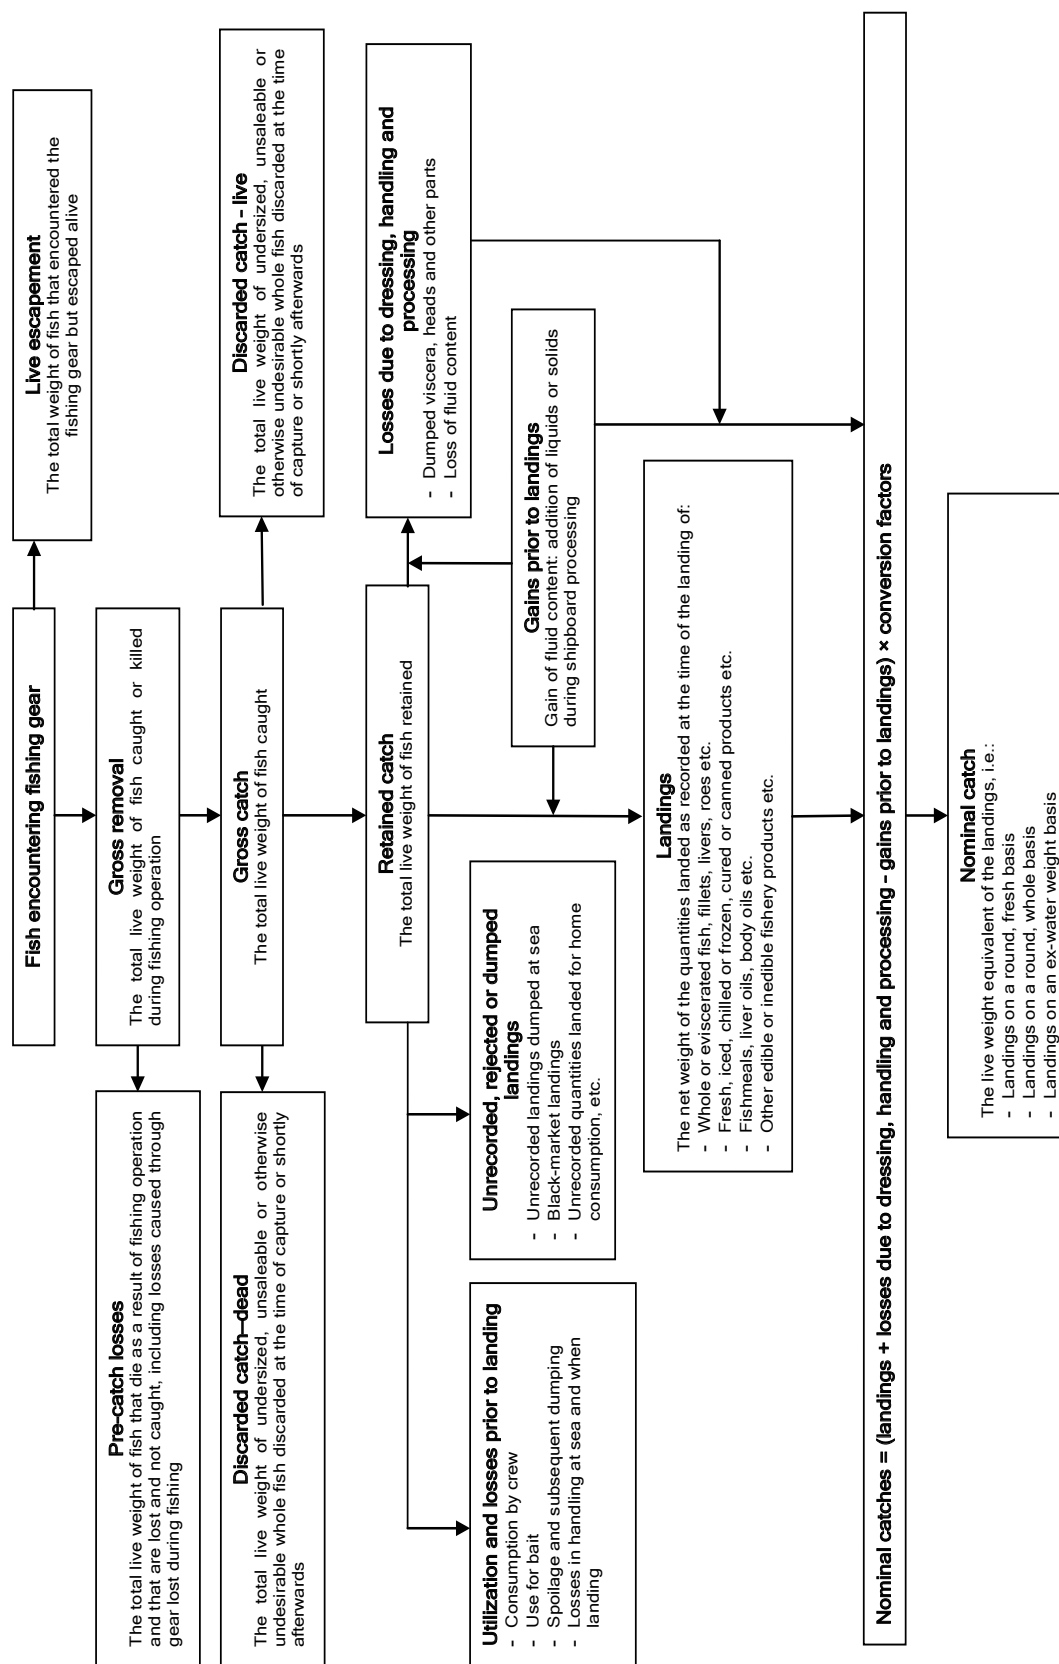 Fish encountering fishing gear
Live escapement
The total weight of fish that encountered the
fishing gear but escaped alive
Pre-catch losses
The total live weight of fish that die as a result of fishing operation
and that are lost and not caught, including losses caused through
gear lost during fishing
Gross removal
The total live weight of fish caught or killed
during fishing operation
Discarded catch–dead
The total live weight of undersized, unsaleable or otherwise
undesirable whole fish discarded at the time of capture or shortly
afterwards
Gross catch
The total live weight of fish caught
Discarded catch - live
The total live weight of undersized, unsaleable or
otherwise undesirable whole fish discarded at the time
of capture or shortly afterwards
Retained catch
The total live weight of fish retained
Losses due to dressing, handling and
processing
- Dumped viscera, heads and other parts
- Loss of fluid content
Utilization and losses prior to landing
- Consumption by crew
- Use for bait
- Spoilage and subsequent dumping
- Losses in handling at sea and when
landing
Unrecorded, rejected or dumped
landings
- Unrecorded landings dumped at sea
- Black-market landings
- Unrecorded quantities landed for home
consumption, etc.
Gains prior to landings
Gain of fluid content: addition of liquids or solids
during shipboard processing
Landings
The net weight of the quantities landed as recorded at the time of the landing of:
- Whole or eviscerated fish, fillets, livers, roes etc.
- Fresh, iced, chilled or frozen, cured or canned products etc.
- Fishmeals, liver oils, body oils etc.
- Other edible or inedible fishery products etc.
Nominal catches = (landings + losses due to dressing, handling and processing - gains prior to landings) × conversion factors
Nominal catch
The live weight equivalent of the landings, i.e.:
- Landings on a round, fresh basis
- Landings on a round, whole basis
- Landings on an ex-water weight basis